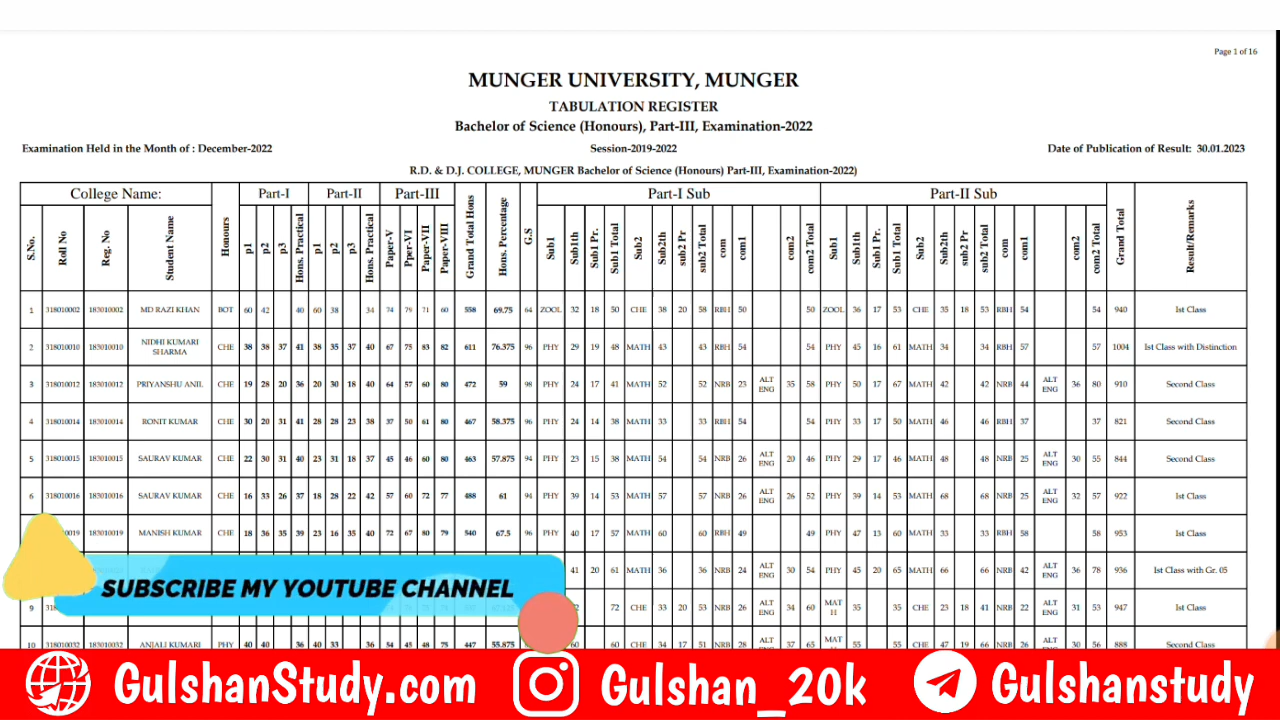 Page 1 of 16
MUNGER UNIVERSITY, MUNGER
TABULATION REGISTER
Bachelor of Science (Honours), Part-III, Examination-2022
Examination Held in the Month of : December-2022 Session-2019-2022 Date of Publication of Result: 30.01.2023
R.D. & D.J. COLLEGE, MUNGER Bachelor of Science (Honours) Part-III, Examination-2022)
College Name: Honours Part-I Part-II Part-III Grand Total Hons Hons. Percentage G.S Part-I Sub Part-II Sub Grand Total Result/Remarks
S.No. Roll No Reg. No Student Name p1 p2 p3 Hons. Practical p1 p2 p3 Hons. Practical Paper-V Pper-VI Paper-VII Paper-VIII Sub1 Sub1th Sub1 Pr. Sub1 Total Sub2 Sub2th sub2 Pr sub2 Total com com1 com2 com2 Total Sub1 Sub1th Sub1 Pr. Sub1 Total Sub2 Sub2th sub2 Pr sub2 Total com com1 com2 com2 Total
1 318010002 183010002 MD RAZI KHAN BOT 60 42 40 60 38 34 74 79 71 60 558 69.75 64 ZOOL 32 18 50 CHE 38 20 58 RBH 50 50 ZOOL 36 17 53 CHE 35 18 53 RBH 54 54 940 Ist Class
2 318010010 183010010 NIDHI KUMARI SHARMA CHE 38 38 37 41 38 35 37 40 67 75 83 82 611 76.375 96 PHY 29 19 48 MATH 43 43 RBH 54 54 PHY 45 16 61 MATH 34 34 RBH 57 57 1004 Ist Class with Distinction
3 318010012 183010012 PRIYANSHU ANIL CHE 19 28 20 36 20 30 18 40 64 57 60 80 472 59 98 PHY 24 17 41 MATH 52 52 NRB 23 ALT ENG 35 58 PHY 50 17 67 MATH 42 42 NRB 44 ALT ENG 36 80 910 Second Class
4 318010014 183010014 RONIT KUMAR CHE 30 20 31 41 28 28 23 38 37 50 61 80 467 58.375 96 PHY 24 14 38 MATH 33 33 RBH 54 54 PHY 33 17 50 MATH 46 46 RBH 37 37 821 Second Class
5 318010015 183010015 SAURAV KUMAR CHE 22 30 31 40 23 31 18 37 45 46 60 80 463 57.875 94 PHY 23 15 38 MATH 54 54 NRB 26 ALT ENG 20 46 PHY 29 17 46 MATH 48 48 NRB 25 ALT ENG 30 55 844 Second Class
6 318010016 183010016 SAURAV KUMAR CHE 16 33 26 37 18 28 22 42 57 60 72 77 488 61 94 PHY 39 14 53 MATH 57 57 NRB 26 ALT ENG 26 52 PHY 39 14 53 MATH 68 68 NRB 25 ALT ENG 32 57 922 Ist Class
183010019 MANISH KUMAR CHE 18 36 35 39 23 16 35 40 72 67 80 79 540 67.5 96 PHY 40 17 57 MATH 60 60 RBH 49 49 PHY 47 13 60 MATH 33 33 RBH 58 58 953 Ist Class
41 20 61 MATH 36 36 NRB 24 ALT ENG 30 54 PHY 45 20 65 MATH 66 66 NRB 42 ALT ENG 36 78 936 Ist Class with Gr. 05
9 72 CHE 33 20 53 NRB 26 ALT ENG 34 60 MAT H 35 35 CHE 23 18 41 NRB 22 ALT ENG 31 53 947 Ist Class
10 318010032 183010032 ANJALI KUMARI PHY 40 40 36 40 33 36 54 45 48 75 447 55.875 60 60 CHE 34 17 51 NRB 28 ALT ENG 37 65 MAT 55 55 CHE 47 19 66 NRB 26 ALT ENG 30 56 888 Second Class
SUBSCRIBE MY YOUTUBE CHANNEL
GulshanStudy.com Gulshan_20k Gulshanstudy